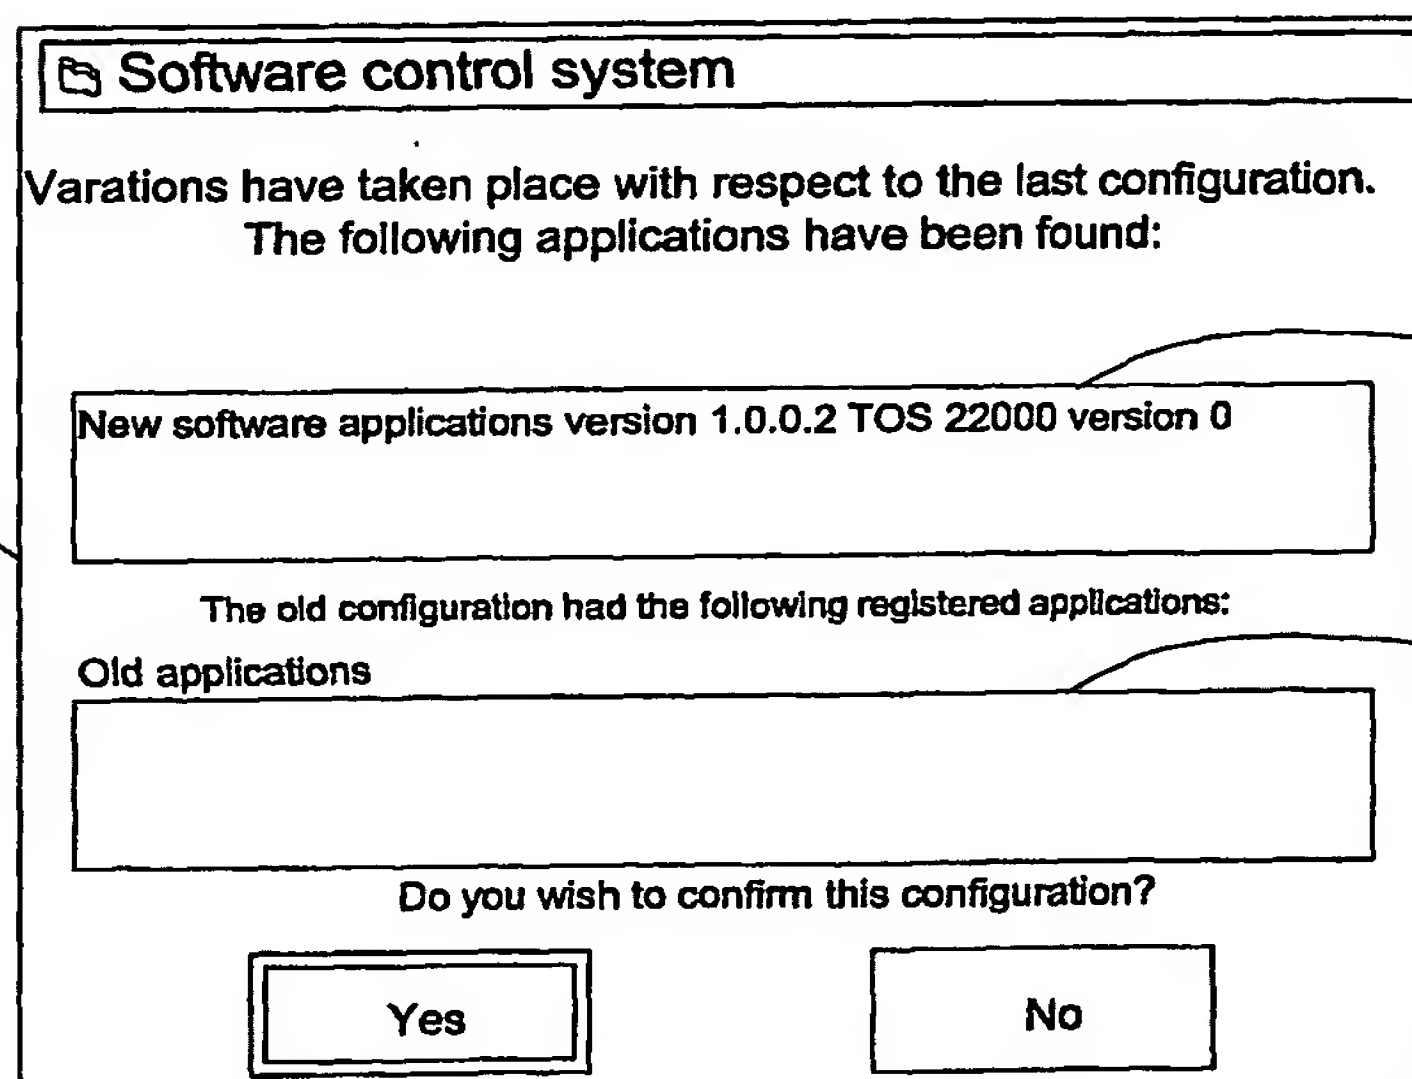 Software control system
Varations have taken place with respect to the last configuration.
The following applications have been found:
New software applications version 1.0.0.2 TOS 22000 version 0
The old configuration had the following registered applications:
Old applications
Do you wish to confirm this configuration?
Yes
No